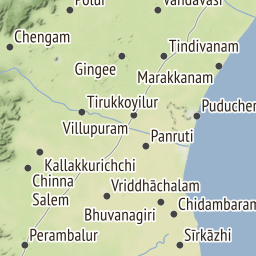 Polur
Vandavasi
Chengam
Tindivanam
Gingee
Marakkanam
Tirukkoyilur
Puducher
Villupuram
Panruti
Kallakkurichchi
Chinna
Salem
Vriddhāchalam
Bhuvanagiri
Chidambaram
Perambalur
Sīrkāzhi